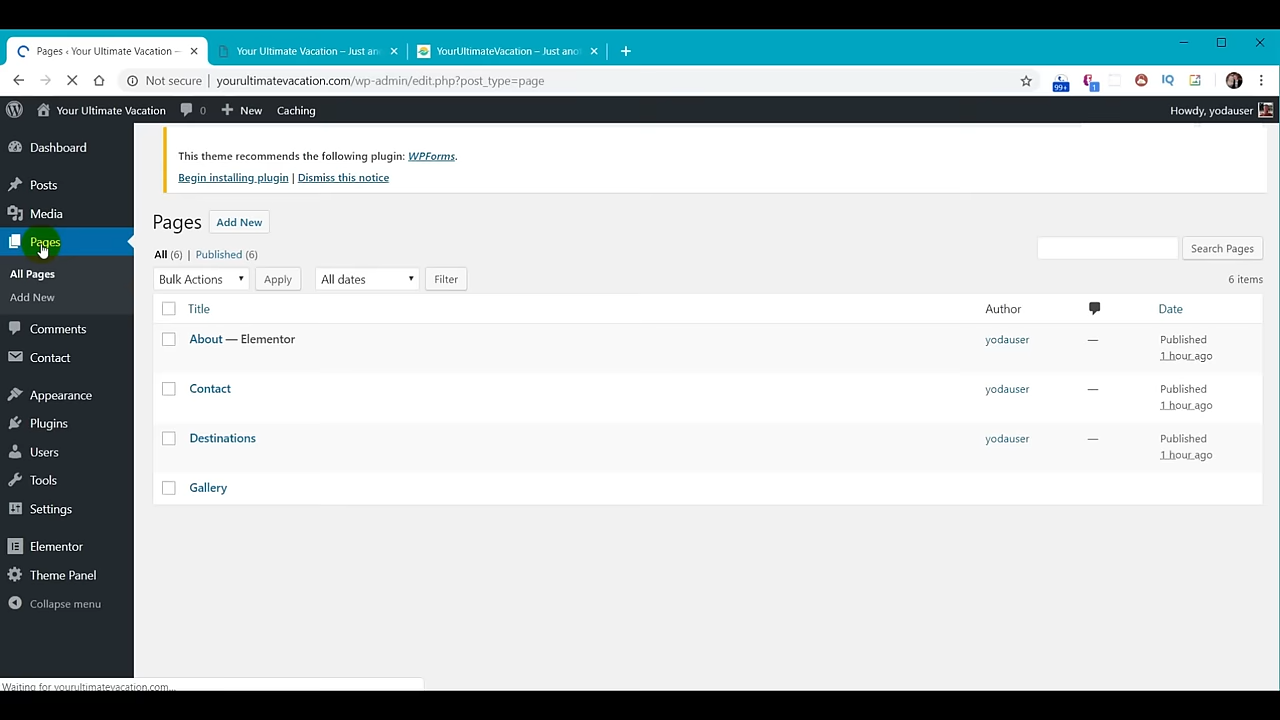 Pages ‹ Your Ultimate Vacation –
Your Ultimate Vacation – Just an
YourUltimateVacation – Just ano
Not secure | yourultimatevacation.com/wp-admin/edit.php?post_type=page
99+
1
IQ
Your Ultimate Vacation
0
New
Caching
Howdy, yodauser
Dashboard
Posts
Media
Pages
All Pages
Add New
Comments
Contact
Appearance
Plugins
Users
Tools
Settings
Elementor
Theme Panel
Collapse menu
This theme recommends the following plugin: WPForms.
Begin installing plugin | Dismiss this notice
Pages Add New
All (6) | Published (6)
Search Pages
Bulk Actions Apply All dates Filter
6 items
Title Author Date
About — Elementor yodauser — Published
1 hour ago
Contact yodauser — Published
1 hour ago
Destinations yodauser — Published
1 hour ago
Gallery
Waiting for yourultimatevacation.com...